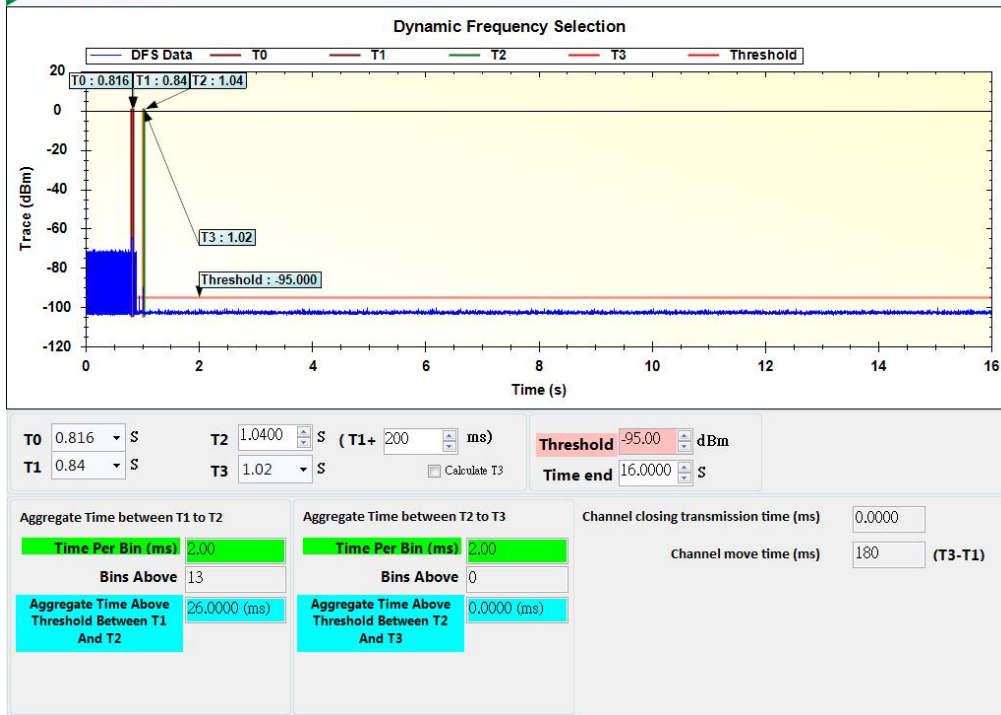 Dynamic Frequency Selection
DFS Data T0 T1 T2 T3 Threshold
T0 : 0.816 T1 : 0.84 T2 : 1.04
T3 : 1.02
Threshold : -95.000
Trace (dBm)
20
0
-20
-40
-60
-80
-100
-120
0 2 4 6 8 10 12 14 16
Time (s)
T0 0.816 S T2 1.0400 S (T1+ 200 ms) Threshold -95.00 dBm
T1 0.84 S T3 1.02 S Calculate T3 Time end 16.0000 S
Aggregate Time between T1 to T2
Time Per Bin (ms) 2.00
Bins Above 13
Aggregate Time Above
Threshold Between T1
And T2
26.0000 (ms)
Aggregate Time between T2 to T3
Time Per Bin (ms) 2.00
Bins Above 0
Aggregate Time Above
Threshold Between T2
And T3
0.0000 (ms)
Channel closing transmission time (ms) 0.0000
Channel move time (ms) 180 (T3-T1)